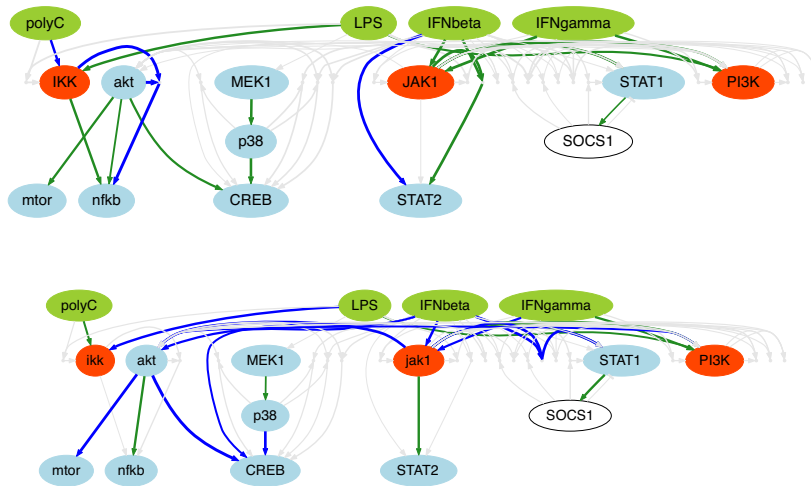 polyC LPS IFNbeta IFNgamma
IKK akt MEK1 JAK1 STAT1 PI3K
p38 SOCS1
mtor nfkb CREB STAT2
polyC LPS IFNbeta IFNgamma
ikk akt MEK1 jak1 STAT1 PI3K
p38 SOCS1
mtor nfkb CREB STAT2